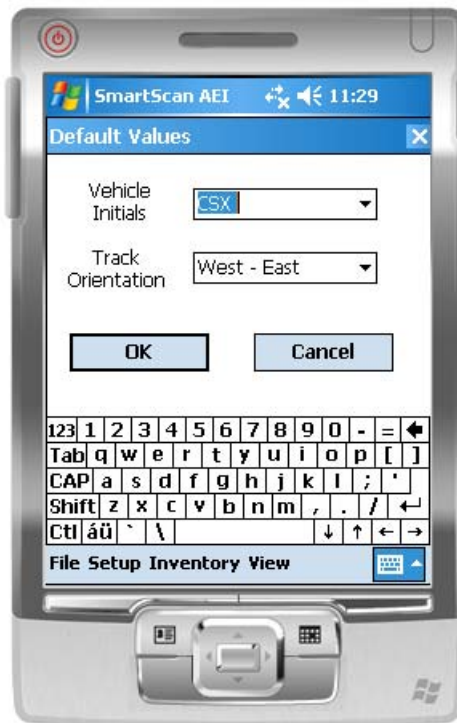 SmartScan AEI 11:29
Default Values
Vehicle Initials
CSX
Track Orientation
West - East
OK Cancel
123 1 2 3 4 5 6 7 8 9 0 - =
Tab q w e r t y u i o p [ ]
CAP a s d f g h j k l ; '
Shift z x c v b n m , . /
Ctl áü ` \
File Setup Inventory View